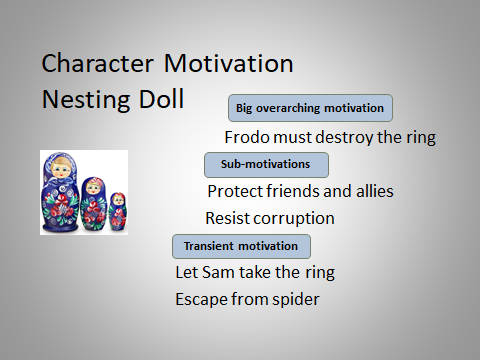 Character Motivation
Nesting Doll
Big overarching motivation
Frodo must destroy the ring
Sub-motivations
Protect friends and allies
Resist corruption
Transient motivation
Let Sam take the ring
Escape from spider